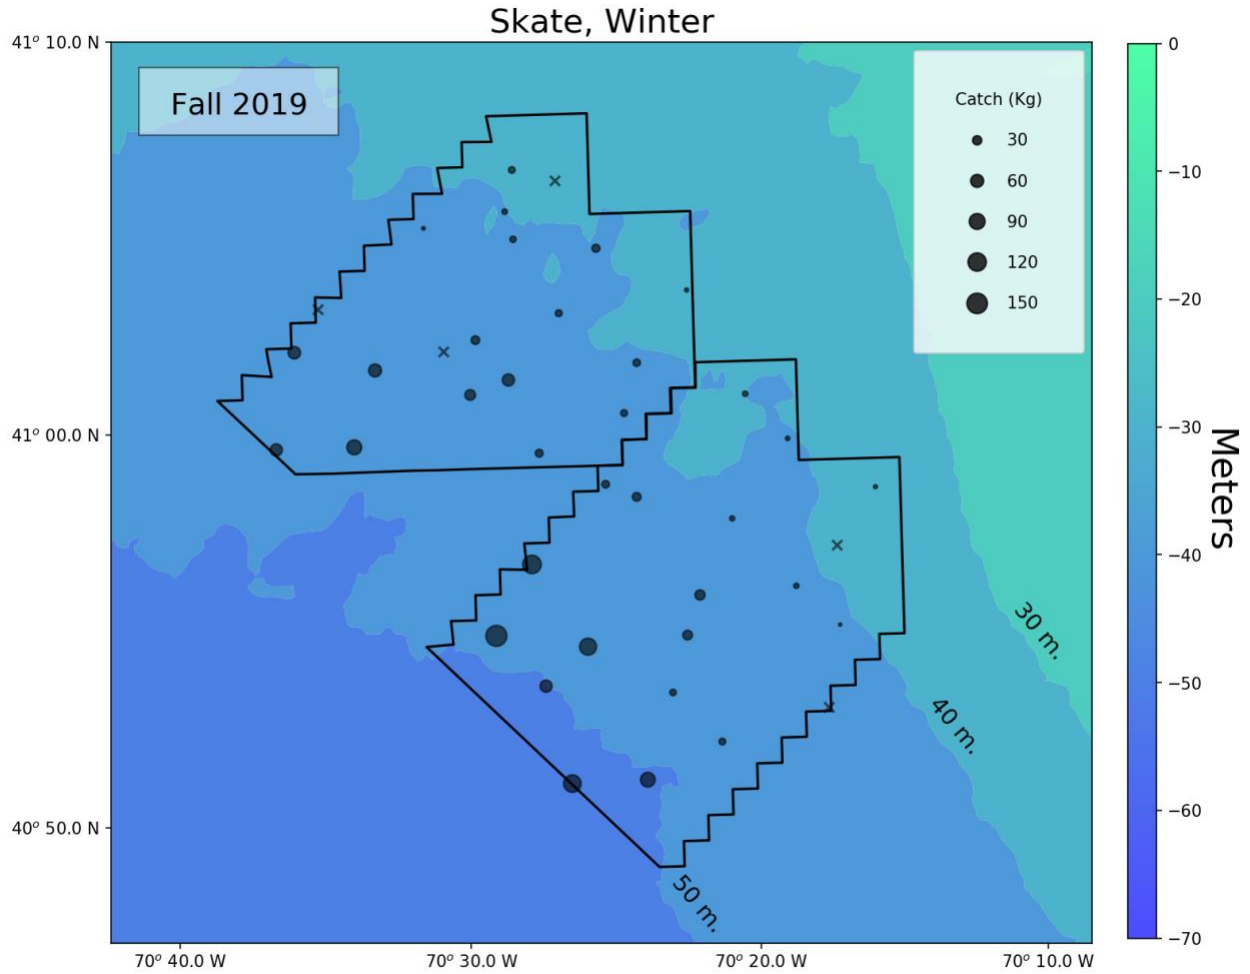 Skate, Winter
41° 10.0 N
41° 00.0 N
40° 50.0 N
Fall 2019
Catch (Kg)
30
60
90
120
150
30 m.
40 m.
50 m.
70° 40.0 W
70° 30.0 W
70° 20.0 W
70° 10.0 W
0
−10
−20
−30
−40
−50
−60
−70
Meters